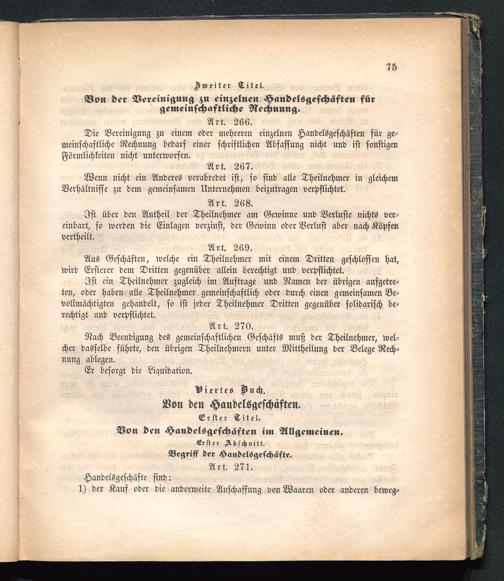 75
Zweiter Titel.
Von der Vereinigung zu einzelnen Handelsgeschäften für
gemeinschaftliche Rechnung.
Art. 266.
Die Vereinigung zu einem oder mehreren einzelnen Handelsgeschäften für ge-
meinschaftliche Rechnung bedarf einer schriftlichen Abfassung nicht und ist sonstigen
Förmlichkeiten nicht unterworfen.
Art. 267.
Wenn nicht ein Anderes verabredet ist, so sind alle Theilnehmer in gleichem
Verhältnisse zu dem gemeinsamen Unternehmen beizutragen verpflichtet.
Art. 268.
Ist über den Antheil der Theilnehmer am Gewinne und Verluste nichts ver-
einbart, so werden die Einlagen verzinst, der Gewinn oder Verlust aber nach Köpfen
vertheilt.
Art. 269.
Aus Geschäften, welche ein Theilnehmer mit einem Dritten geschlossen hat,
wird Ersterer dem Dritten gegenüber allein berechtigt und verpflichtet.
Ist ein Theilnehmer zugleich im Auftrage und Namen der übrigen aufgetre-
ten, oder haben alle Theilnehmer gemeinschaftlich oder durch einen gemeinsamen Be-
vollmächtigten gehandelt, so ist jeder Theilnehmer Dritten gegenüber solidarisch be-
rechtigt und verpflichtet.
Art. 270.
Nach Beendigung des gemeinschaftlichen Geschäfts muß der Theilnehmer, wel-
cher dasselbe führte, den übrigen Theilnehmern unter Mittheilung der Belege Rech-
nung ablegen.
Er besorgt die Liquidation.
Viertes Buch.
Von den Handelsgeschäften.
Erster Titel.
Von den Handelsgeschäften im Allgemeinen.
Erster Abschnitt.
Begriff der Handelsgeschäfte.
Art. 271.
Handelsgeschäfte sind:
1) der Kauf oder die anderweite Anschaffung von Waaren oder anderen beweg-